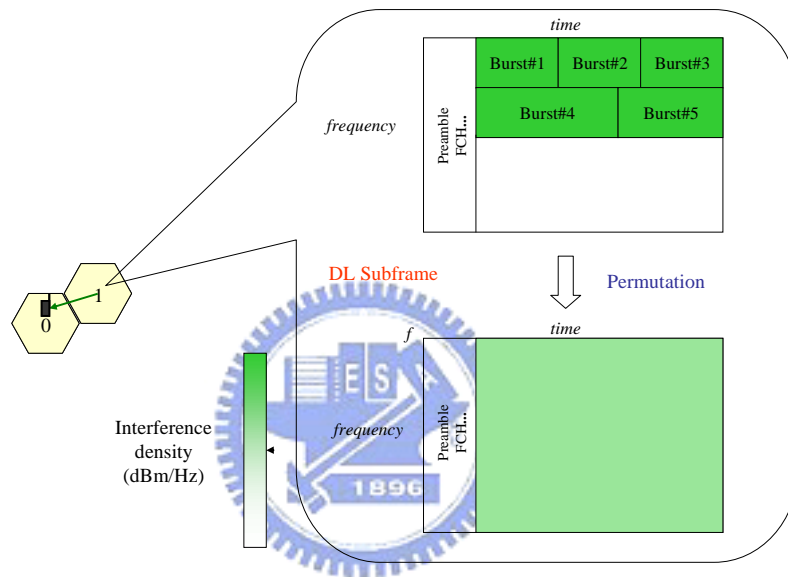 time
Burst#1 Burst#2 Burst#3
Burst#4 Burst#5
frequency
Preamble
FCH...
1
0
DL Subframe
Permutation
f
time
frequency
Preamble
FCH...
Interference
density
(dBm/Hz)
E S
1896